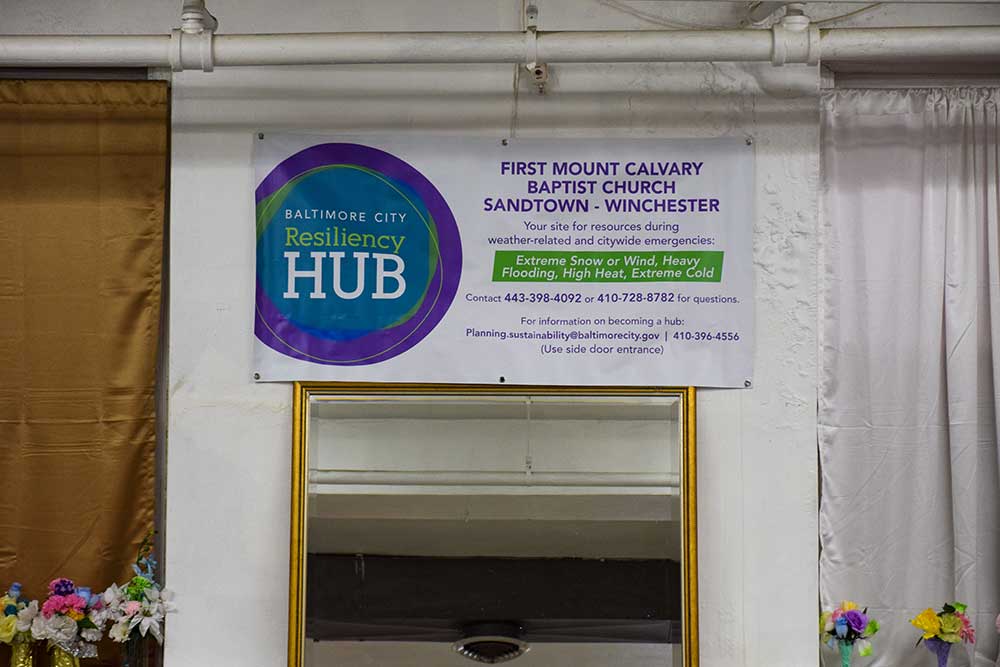 BALTIMORE CITY
Resiliency
HUB
FIRST MOUNT CALVARY
BAPTIST CHURCH
SANDTOWN - WINCHESTER
Your site for resources during
weather-related and citywide emergencies:
Extreme Snow or Wind, Heavy
Flooding, High Heat, Extreme Cold
Contact 443-398-4092 or 410-728-8782 for questions.
For information on becoming a hub:
Planning.sustainability@baltimorecity.gov | 410-396-4556
(Use side door entrance)